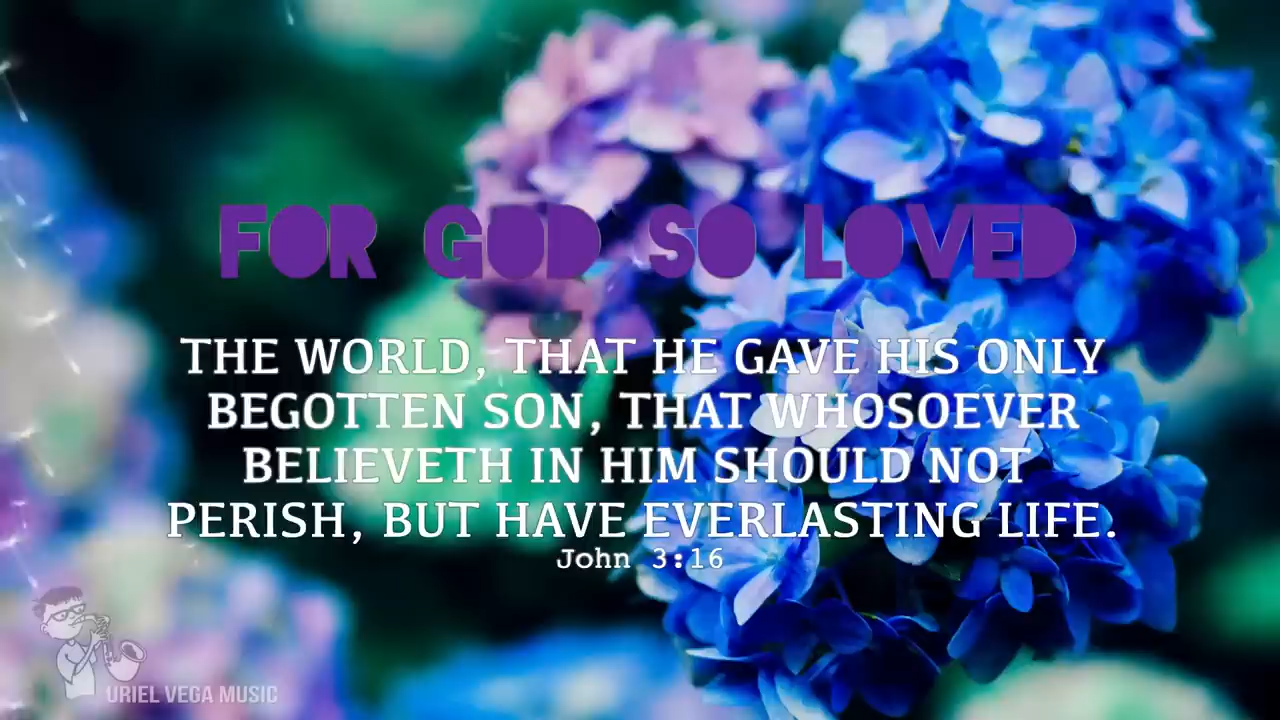 FOR GOD SO LOVED
THE WORLD, THAT HE GAVE HIS ONLY
BEGOTTEN SON, THAT WHOSOEVER
BELIEVETH IN HIM SHOULD NOT
PERISH, BUT HAVE EVERLASTING LIFE.
John 3:16
URIEL VEGA MUSIC